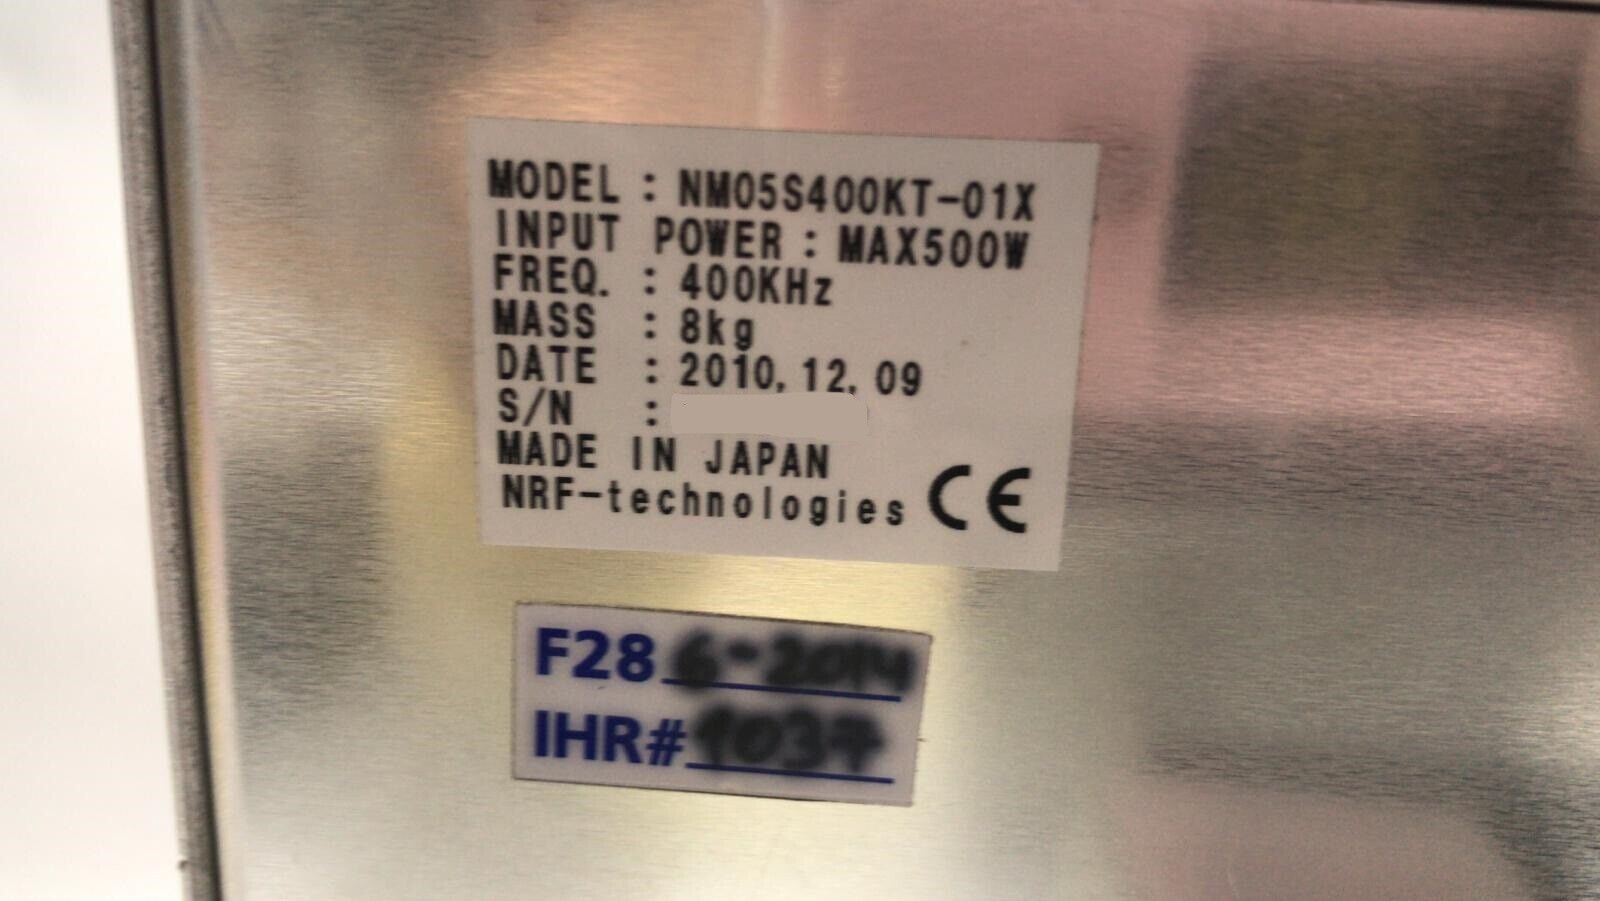 MODEL : NM05S400KT-01X
INPUT POWER : MAX500W
FREQ. : 400KHz
MASS : 8kg
DATE : 2010. 12. 09
S/N :
MADE IN JAPAN
NRF-technologies CE
F28
IHR#